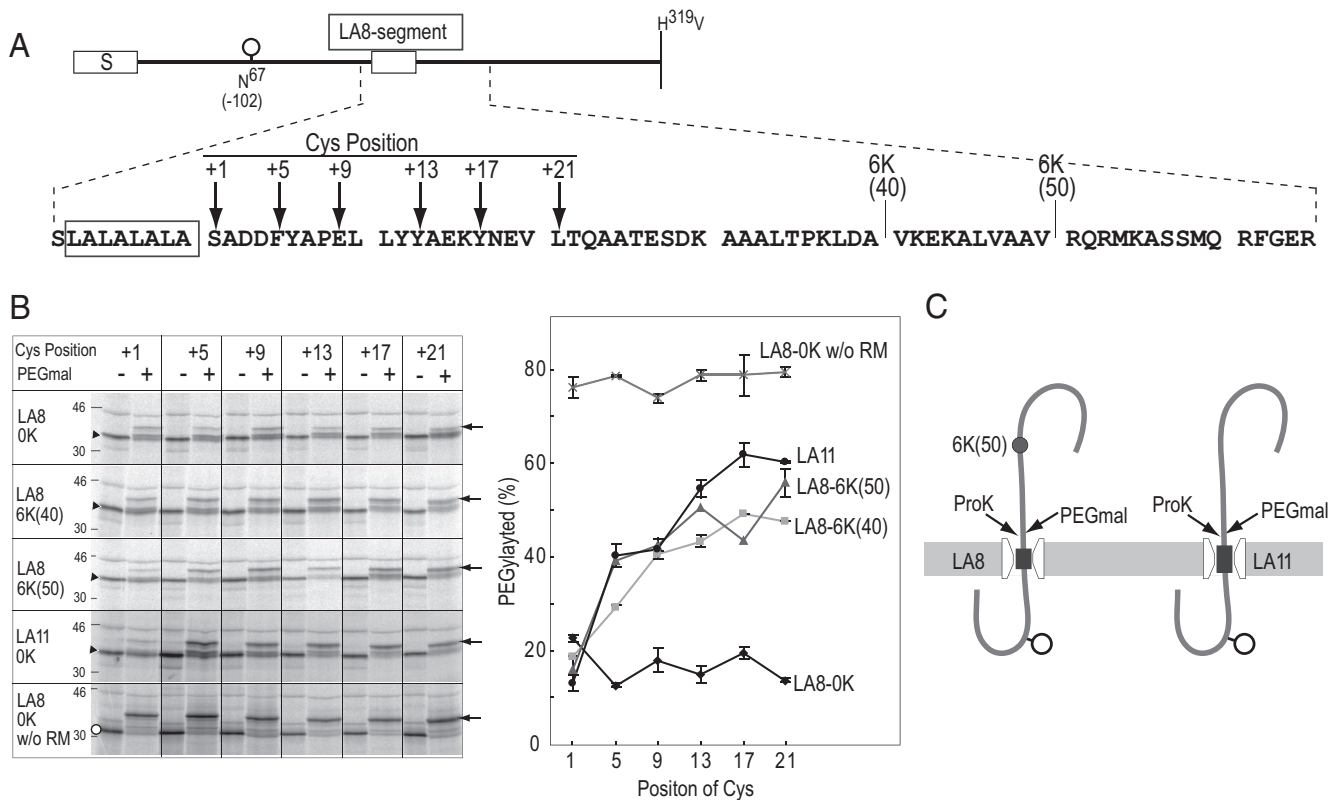 A
LA8-segment
H319V
S
N67
(-102)
Cys Position
+1 +5 +9 +13 +17 +21
6K (40)
6K (50)
SLALALALA SADDFYAPEL LYYAEKYNEV LTQAATESDK AAALTPKLDA VKEKALVAAV RQRMKASSMQ RFGER
B
Cys Position +1 +5 +9 +13 +17 +21
PEGmal - + - + - + - + - + - +
LA8 0K 46 30
LA8 6K(40) 46 30
LA8 6K(50) 46 30
LA11 0K 46 30
LA8 0K w/o RM 46 30
PEGylayted (%)
80
60
40
20
0
1 5 9 13 17 21
Positon of Cys
LA8-0K w/o RM
LA11
LA8-6K(50)
LA8-6K(40)
LA8-0K
C
6K(50)
ProK PEGmal
LA8
ProK PEGmal
LA11